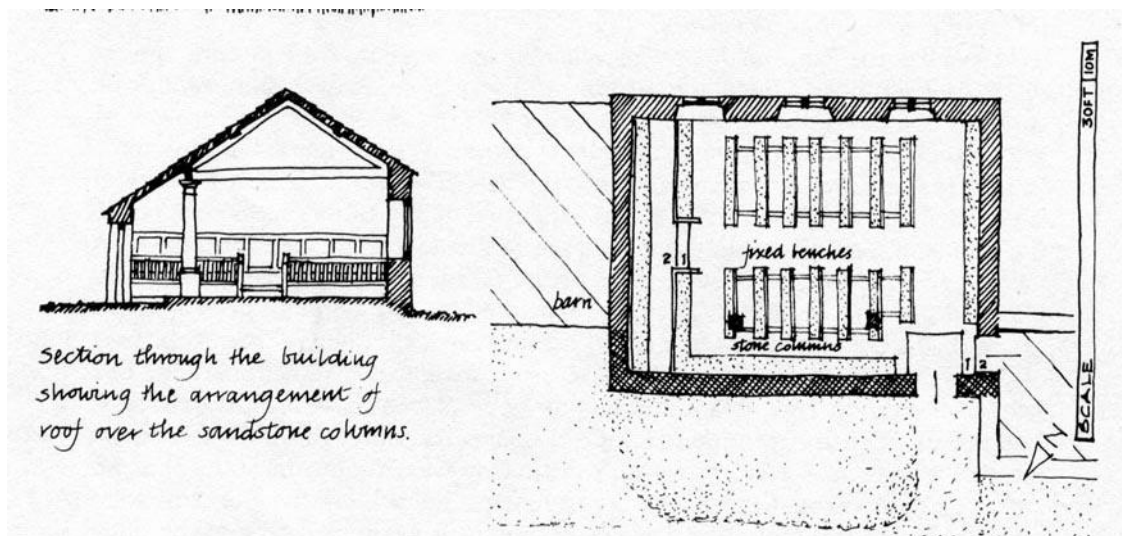 section through the building
showing the arrangement of
roof over the sandstone columns.
fixed benches
2 1
barn
stone columns
1 2
SCALE 30FT 10M
N